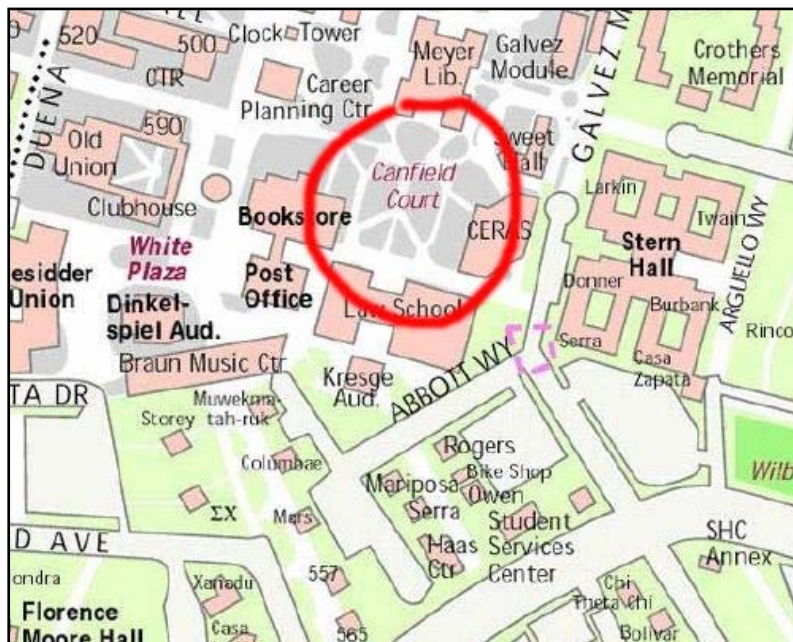 520
500
Clock Tower
CTR
DUENA
Meyer
Lib.
Galvez
Module
GALVEZ M
Crothers
Memorial
Career
Planning Ctr
590
Old
Union
Clubhouse
Canfield
Court
Sweet
Hall
Larkin
Twain
Bookstore
CERAS
Stern
Hall
ARGUELLO WY
White
Plaza
esidder
Union
Post
Office
Donner
Burbank
Dinkel-
spiel Aud.
Law School
Serra
Rinco
Braun Music Ctr
Kresge
Aud.
ABBOTT WY
Casa
Zapata
TA DR
Muwekma-
tah-ruk
Storey
Columbae
Rogers
Bike Shop
Mariposa
Owen
Serra
Wilb
ΣX
Mars
Student
Services
Center
Haas
Ctr
SHC
Annex
D AVE
ondra
Xanadu
557
Chi
Theta Chi
Florence
Moore Hall
Casa
565
Bolivar